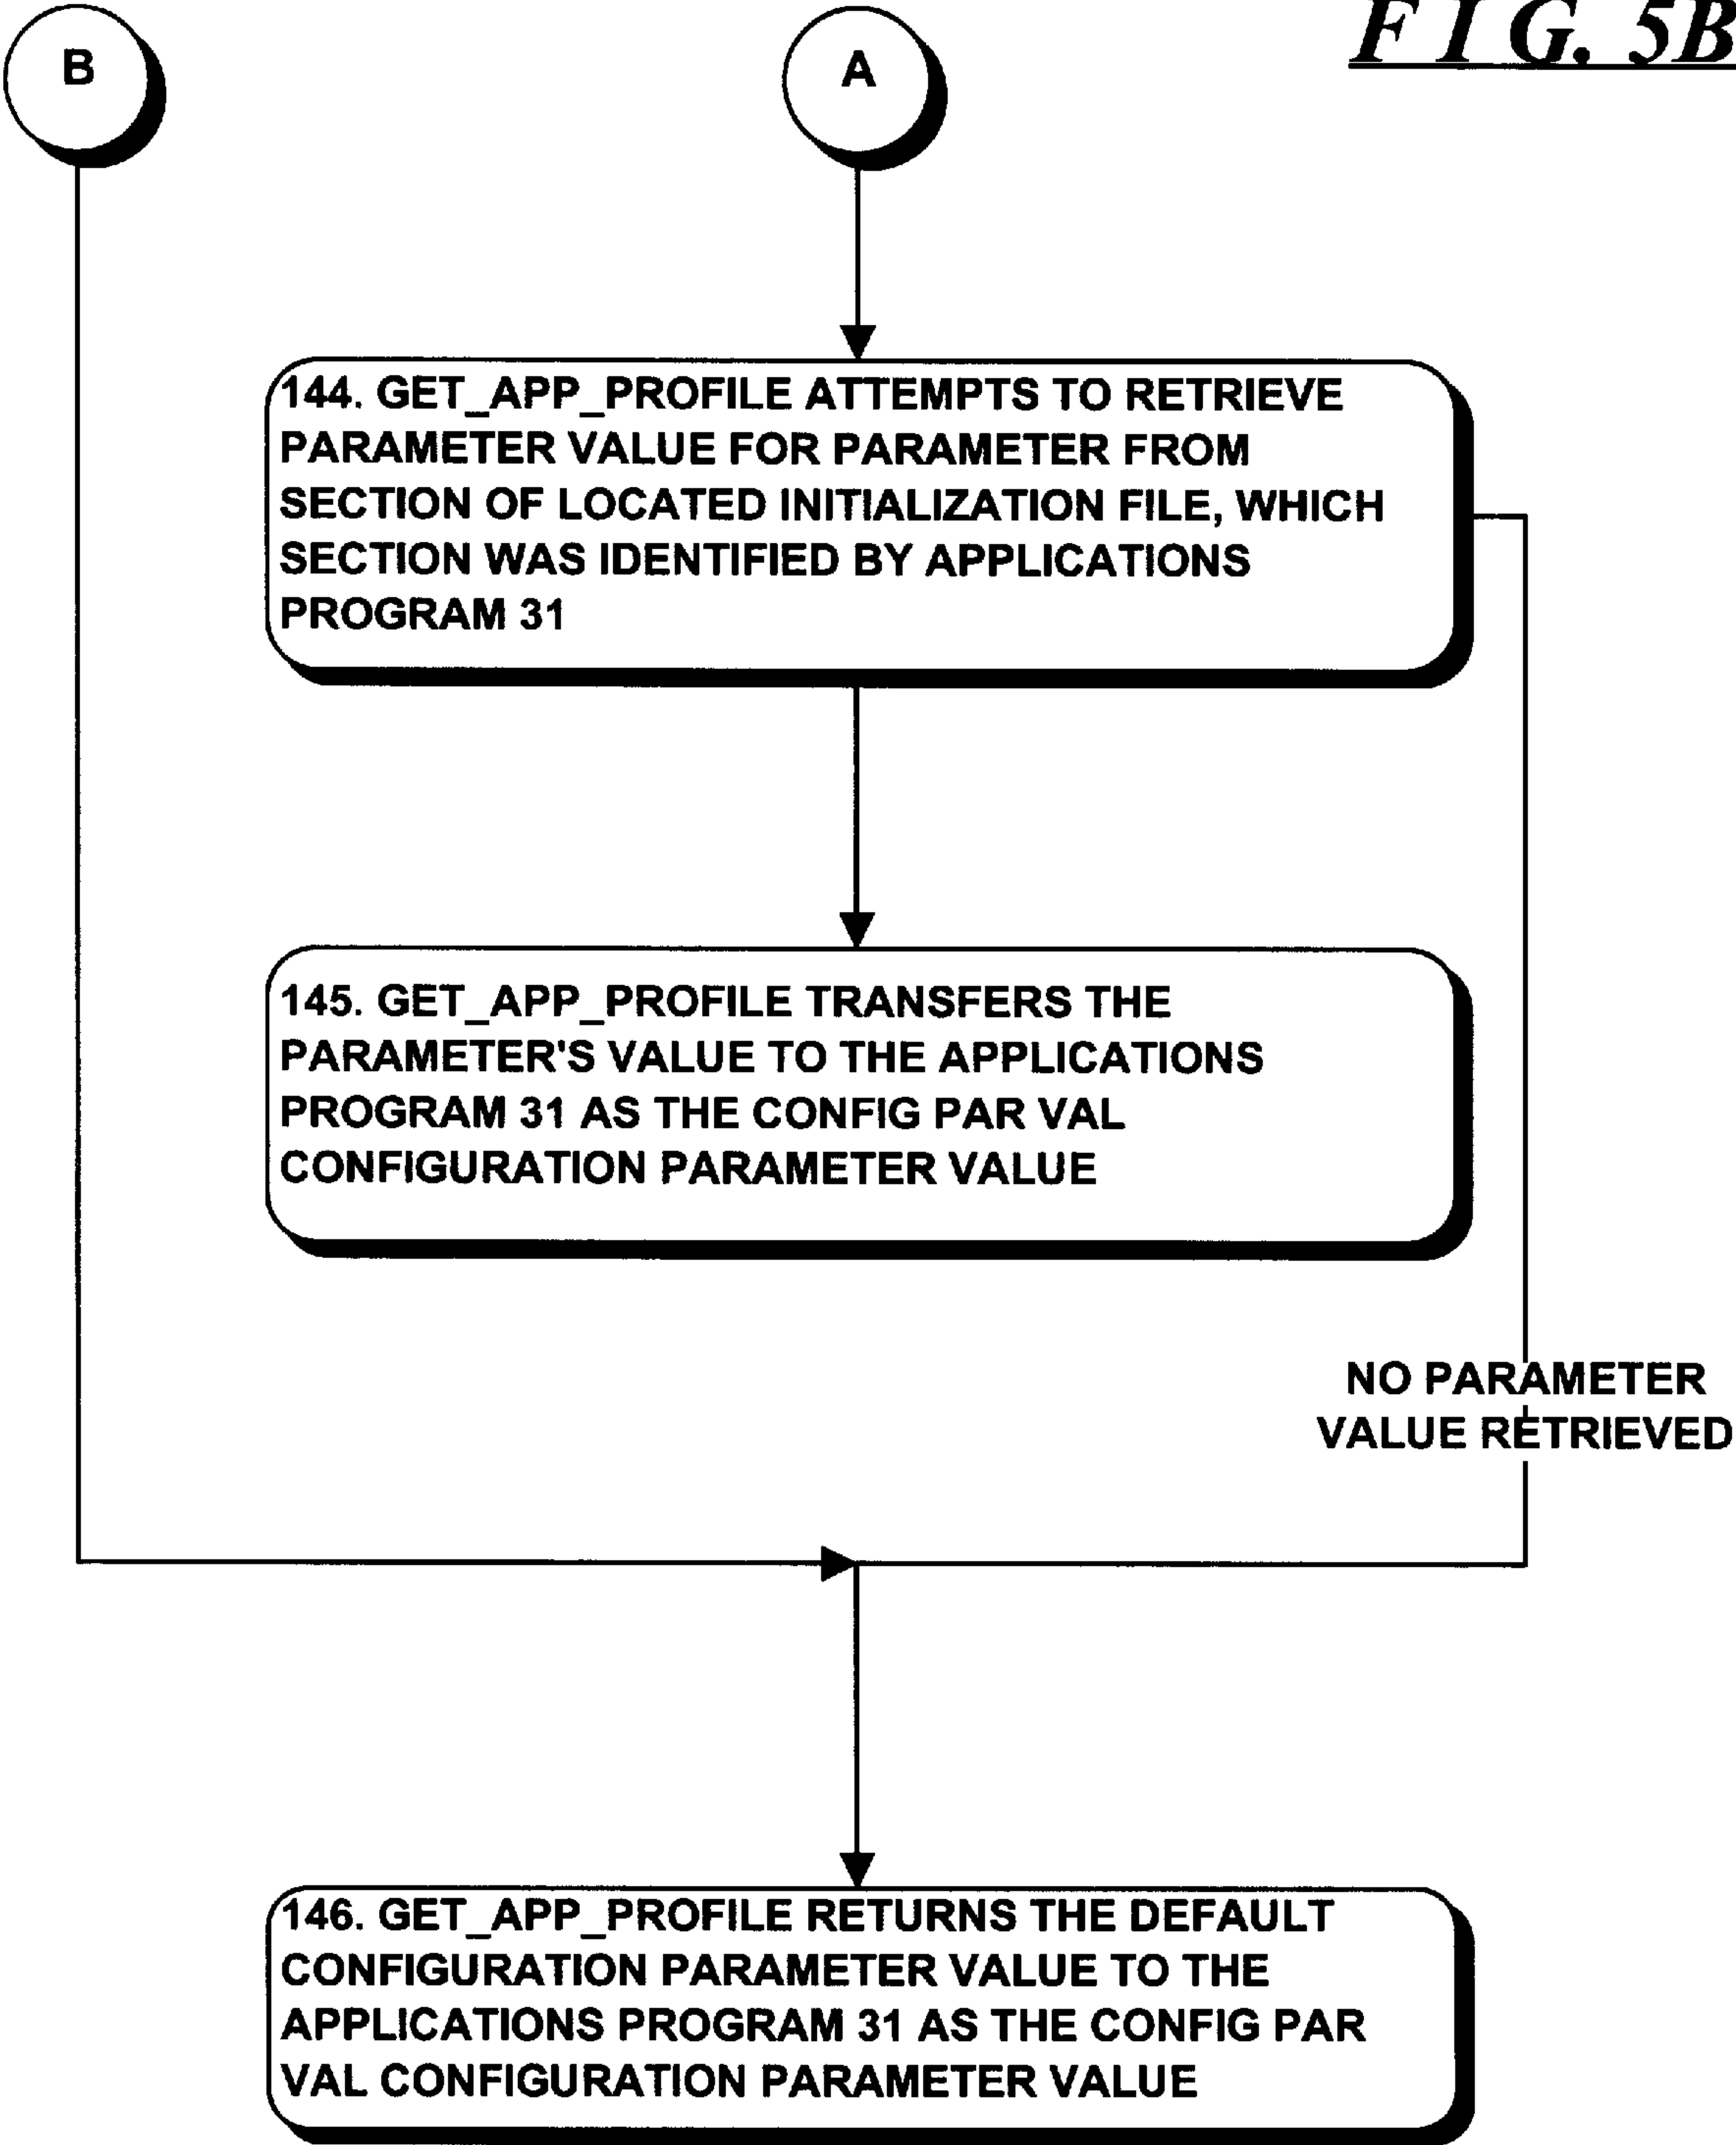 FIG. 5B
B
A
144. GET_APP_PROFILE ATTEMPTS TO RETRIEVE
PARAMETER VALUE FOR PARAMETER FROM
SECTION OF LOCATED INITIALIZATION FILE, WHICH
SECTION WAS IDENTIFIED BY APPLICATIONS
PROGRAM 31
145. GET_APP_PROFILE TRANSFERS THE
PARAMETER'S VALUE TO THE APPLICATIONS
PROGRAM 31 AS THE CONFIG PAR VAL
CONFIGURATION PARAMETER VALUE
NO PARAMETER
VALUE RETRIEVED
146. GET_APP_PROFILE RETURNS THE DEFAULT
CONFIGURATION PARAMETER VALUE TO THE
APPLICATIONS PROGRAM 31 AS THE CONFIG PAR
VAL CONFIGURATION PARAMETER VALUE